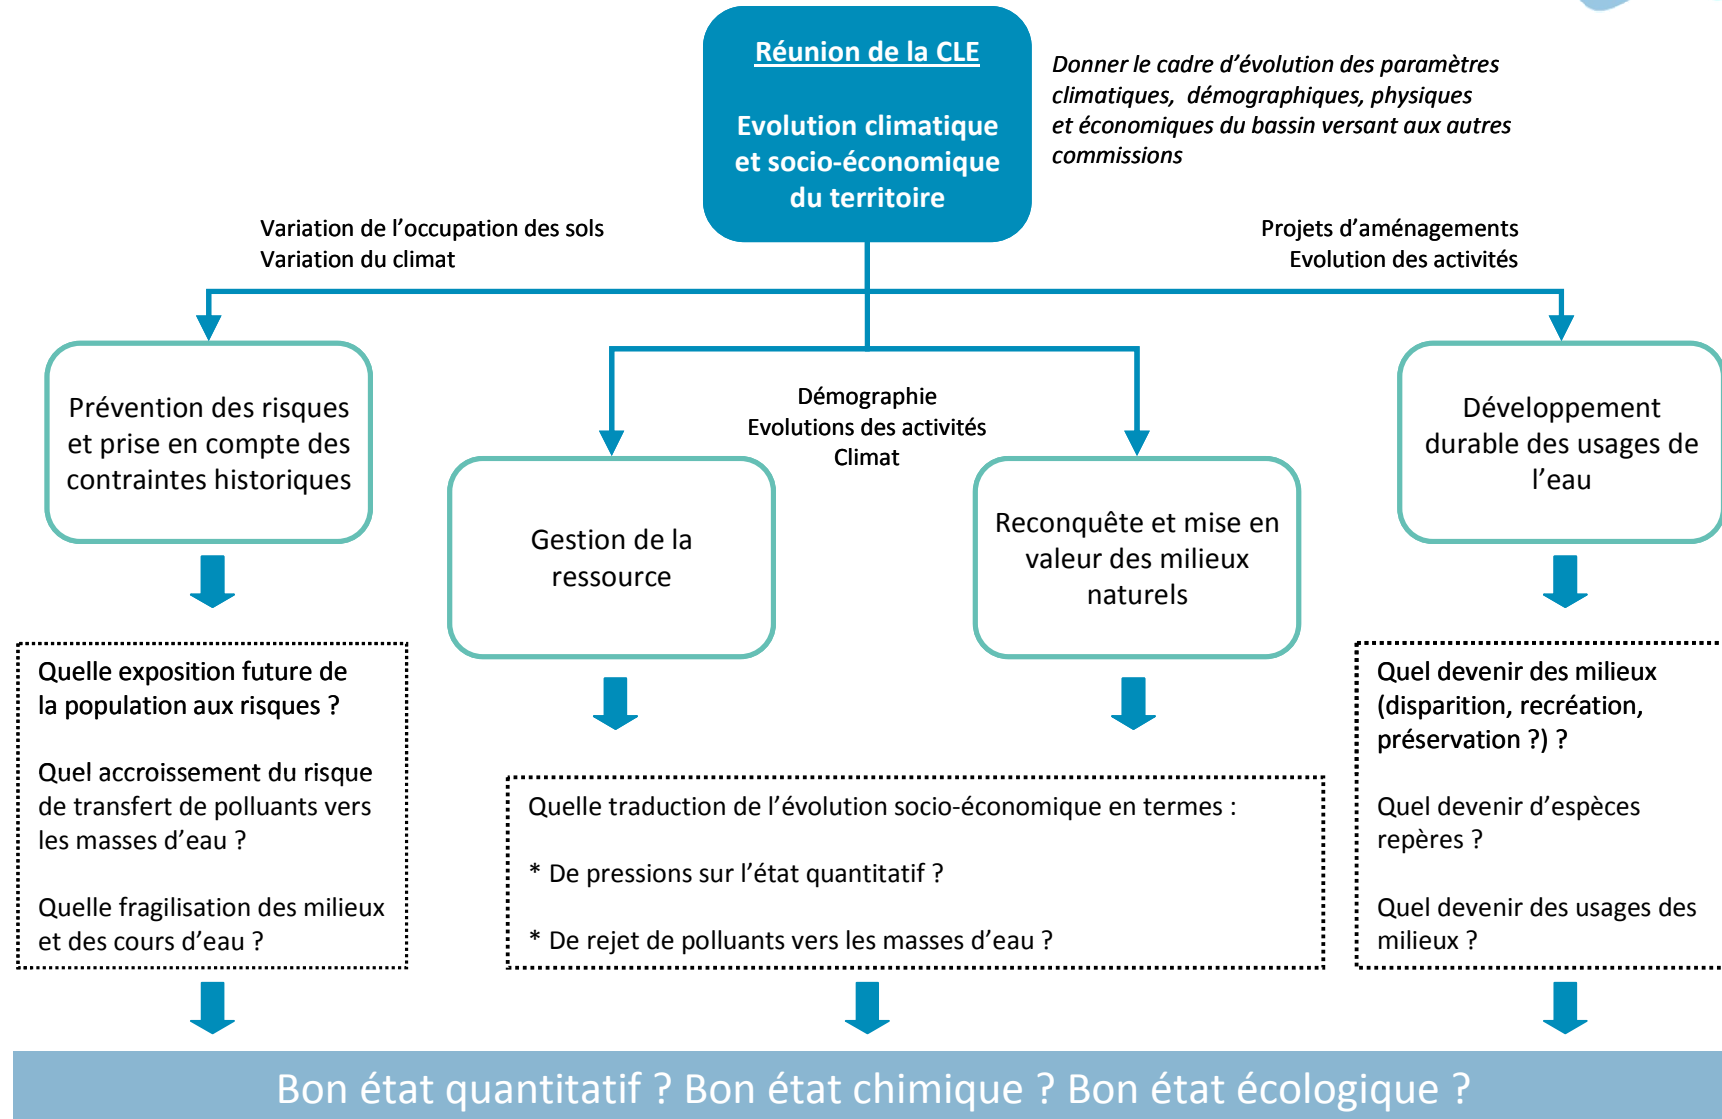 Réunion de la CLE
Evolution climatique
et socio-économique
du territoire
Donner le cadre d’évolution des paramètres
climatiques, démographiques, physiques
et économiques du bassin versant aux autres
commissions
Variation de l’occupation des sols
Variation du climat
Projets d’aménagements
Evolution des activités
Prévention des risques
et prise en compte des
contraintes historiques
Démographie
Evolutions des activités
Climat
Développement
durable des usages de
l’eau
Gestion de la
ressource
Reconquête et mise en
valeur des milieux
naturels
Quelle exposition future de
la population aux risques ?
Quel accroissement du risque
de transfert de polluants vers
les masses d’eau ?
Quelle fragilisation des milieux
et des cours d’eau ?
Quelle traduction de l’évolution socio-économique en termes :
* De pressions sur l’état quantitatif ?
* De rejet de polluants vers les masses d’eau ?
Quel devenir des milieux
(disparition, recréation,
préservation ?) ?
Quel devenir d’espèces
repères ?
Quel devenir des usages des
milieux ?
Bon état quantitatif ? Bon état chimique ? Bon état écologique ?